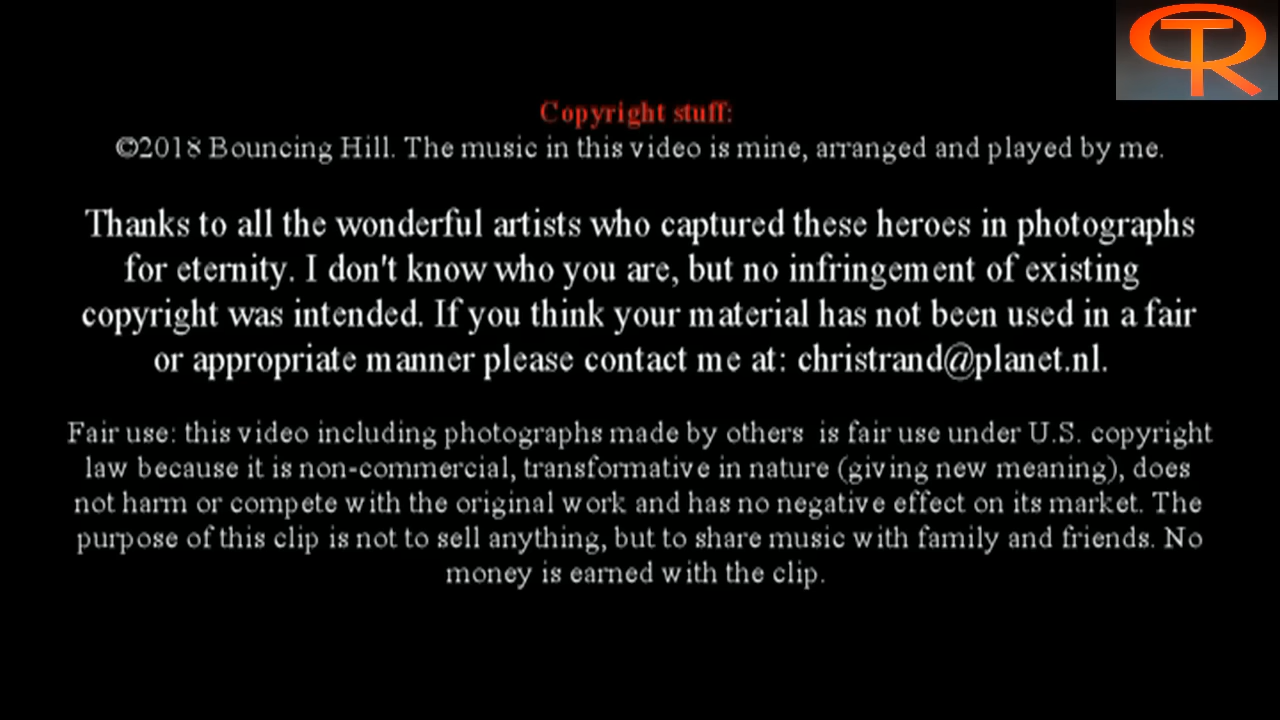 Copyright stuff:
©2018 Bouncing Hill. The music in this video is mine, arranged and played by me.
Thanks to all the wonderful artists who captured these heroes in photographs
for eternity. I don't know who you are, but no infringement of existing
copyright was intended. If you think your material has not been used in a fair
or appropriate manner please contact me at: christrand@planet.nl.
Fair use: this video including photographs made by others is fair use under U.S. copyright
law because it is non-commercial, transformative in nature (giving new meaning), does
not harm or compete with the original work and has no negative effect on its market. The
purpose of this clip is not to sell anything, but to share music with family and friends. No
money is earned with the clip.